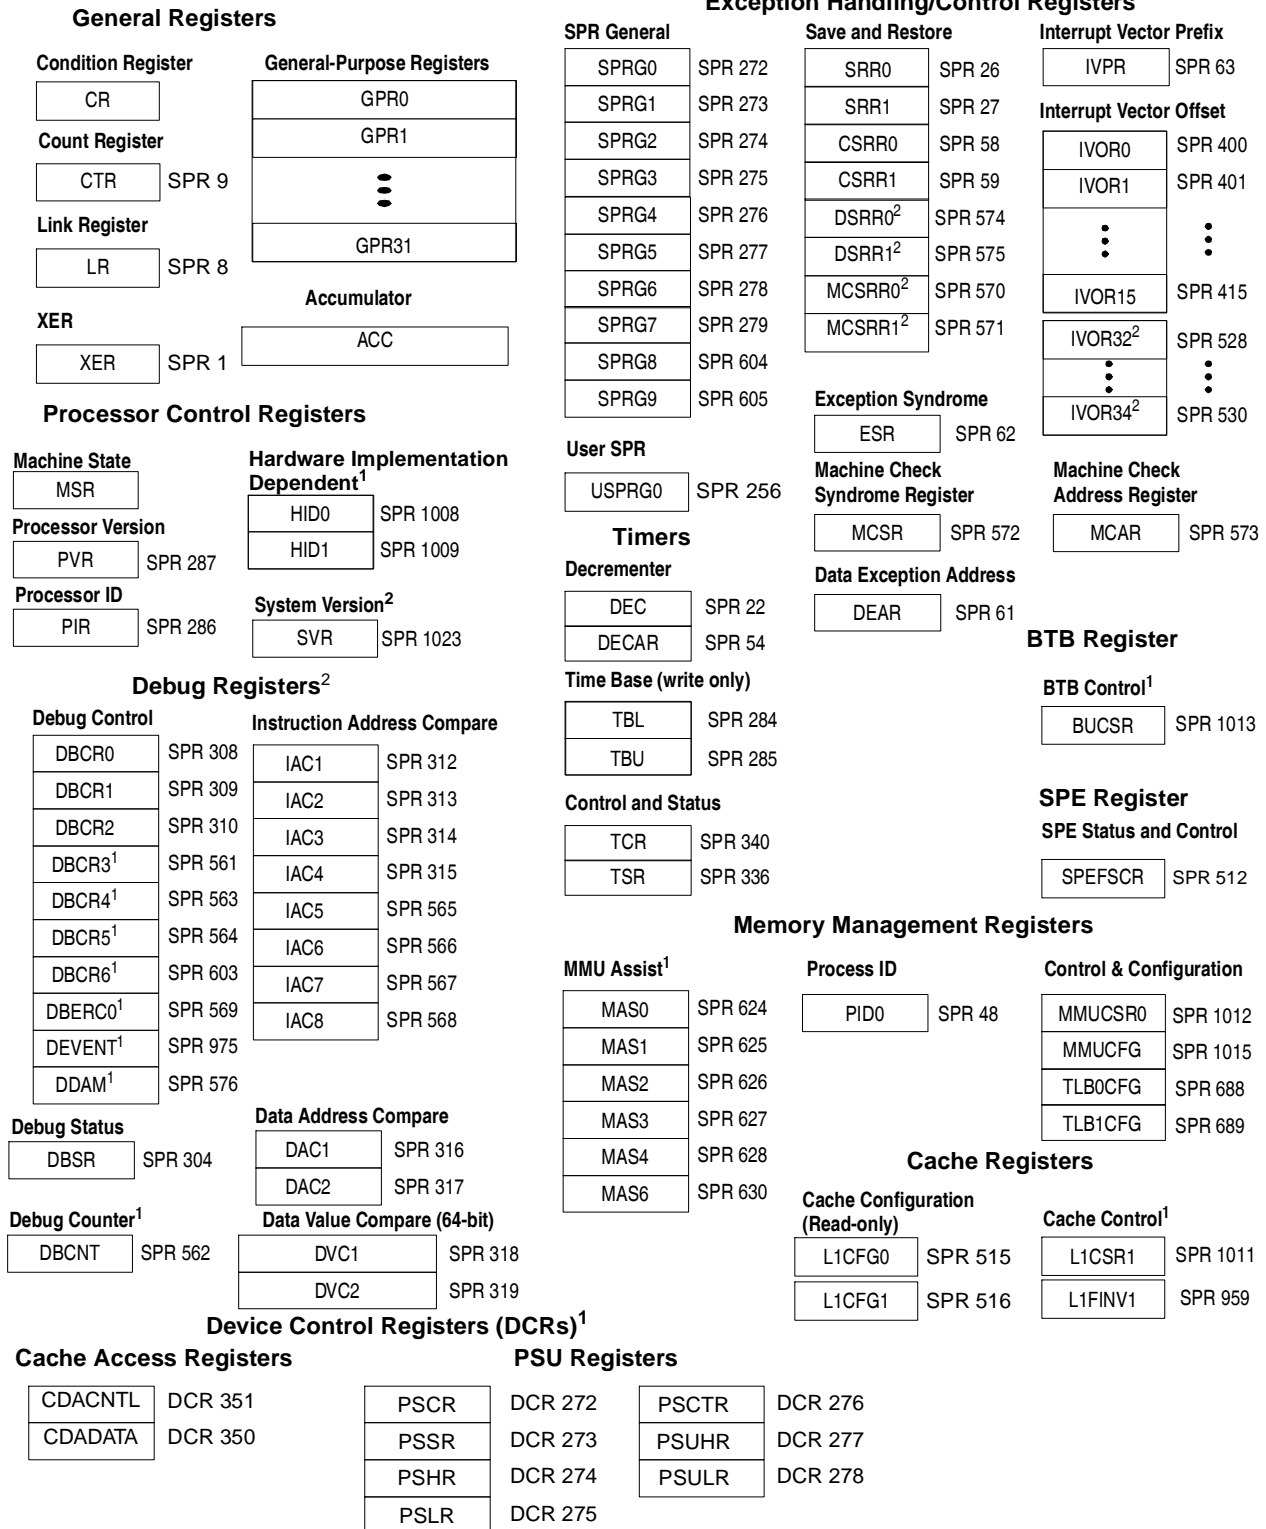 Exception Handling/Control Registers
General Registers
SPR General
Save and Restore
Interrupt Vector Prefix
Condition Register
General-Purpose Registers
CR
GPR0
GPR1
GPR31
Count Register
CTR SPR 9
Link Register
LR SPR 8
XER
XER SPR 1
Accumulator
ACC
SPRG0 SPR 272
SPRG1 SPR 273
SPRG2 SPR 274
SPRG3 SPR 275
SPRG4 SPR 276
SPRG5 SPR 277
SPRG6 SPR 278
SPRG7 SPR 279
SPRG8 SPR 604
SPRG9 SPR 605
User SPR
USPRG0 SPR 256
SRR0 SPR 26
SRR1 SPR 27
CSRR0 SPR 58
CSRR1 SPR 59
DSRR0² SPR 574
DSRR1² SPR 575
MCSRR0² SPR 570
MCSRR1² SPR 571
IVPR SPR 63
Interrupt Vector Offset
IVOR0 SPR 400
IVOR1 SPR 401
IVOR15 SPR 415
IVOR32² SPR 528
IVOR34² SPR 530
Exception Syndrome
ESR SPR 62
Machine Check
Syndrome Register
MCSR SPR 572
Machine Check
Address Register
MCAR SPR 573
Data Exception Address
DEAR SPR 61
Processor Control Registers
Machine State
MSR
Processor Version
PVR SPR 287
Processor ID
PIR SPR 286
Hardware Implementation
Dependent¹
HID0 SPR 1008
HID1 SPR 1009
System Version²
SVR SPR 1023
Timers
Decrementer
DEC SPR 22
DECAR SPR 54
Time Base (write only)
TBL SPR 284
TBU SPR 285
Control and Status
TCR SPR 340
TSR SPR 336
BTB Register
BTB Control¹
BUCSR SPR 1013
SPE Register
SPE Status and Control
SPEFSCR SPR 512
Debug Registers²
Debug Control
DBCR0 SPR 308
DBCR1 SPR 309
DBCR2 SPR 310
DBCR3¹ SPR 561
DBCR4¹ SPR 563
DBCR5¹ SPR 564
DBCR6¹ SPR 603
DBERC0¹ SPR 569
DEVENT¹ SPR 975
DDAM¹ SPR 576
Instruction Address Compare
IAC1 SPR 312
IAC2 SPR 313
IAC3 SPR 314
IAC4 SPR 315
IAC5 SPR 565
IAC6 SPR 566
IAC7 SPR 567
IAC8 SPR 568
Debug Status
DBSR SPR 304
Data Address Compare
DAC1 SPR 316
DAC2 SPR 317
Debug Counter¹
DBCNT SPR 562
Data Value Compare (64-bit)
DVC1 SPR 318
DVC2 SPR 319
Memory Management Registers
MMU Assist¹
MAS0 SPR 624
MAS1 SPR 625
MAS2 SPR 626
MAS3 SPR 627
MAS4 SPR 628
MAS6 SPR 630
Process ID
PID0 SPR 48
Control & Configuration
MMUCSR0 SPR 1012
MMUCFG SPR 1015
TLB0CFG SPR 688
TLB1CFG SPR 689
Cache Registers
Cache Configuration
(Read-only)
L1CFG0 SPR 515
L1CFG1 SPR 516
Cache Control¹
L1CSR1 SPR 1011
L1FINV1 SPR 959
Device Control Registers (DCRs)¹
Cache Access Registers
CDACNTL DCR 351
CDADATA DCR 350
PSU Registers
PSCR DCR 272
PSSR DCR 273
PSHR DCR 274
PSLR DCR 275
PSCTR DCR 276
PSUHR DCR 277
PSULR DCR 278